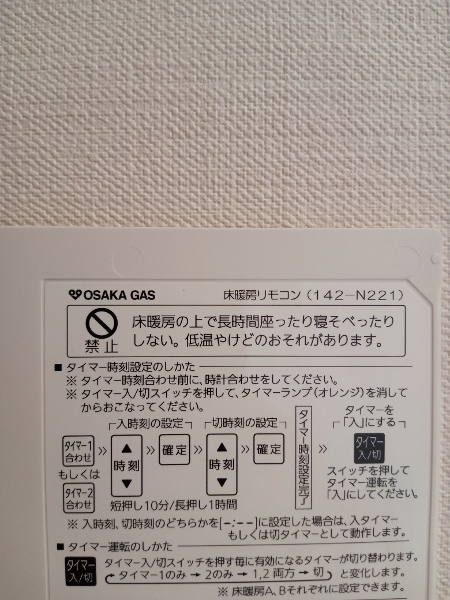 OSAKA GAS 床暖房リモコン(142-N221)
禁止
床暖房の上で長時間座ったり寝そべったり
しない。低温やけどのおそれがあります。
■ タイマー時刻設定のしかた
※ タイマー時刻合わせ前に、時計合わせをしてください。
※ タイマー入/切スイッチを押して、タイマーランプ(オレンジ)を消して
からおこなってください。
タイマー1
合わせ
もしくは
タイマー2
合わせ
»
入時刻の設定
▲
時刻
▼
» 確定 »
切時刻の設定
▲
時刻
▼
» 確定
短押し10分/長押し1時間
タイマー時刻設定完了
»
タイマーを
「入」にする
タイマー
入/切
スイッチを押して
タイマー運転を
「入」にしてください。
※ 入時刻、切時刻のどちらかを[-:--]に設定した場合は、入タイマー
もしくは切タイマーとして動作します。
■ タイマー運転のしかた
タイマー
入/切
タイマー入/切スイッチを押す毎に有効になるタイマーが切り替わります。
タイマー1のみ → 2のみ → 1,2 両方 → 切 と変化します。
※ 床暖房A、Bそれぞれに設定できます。